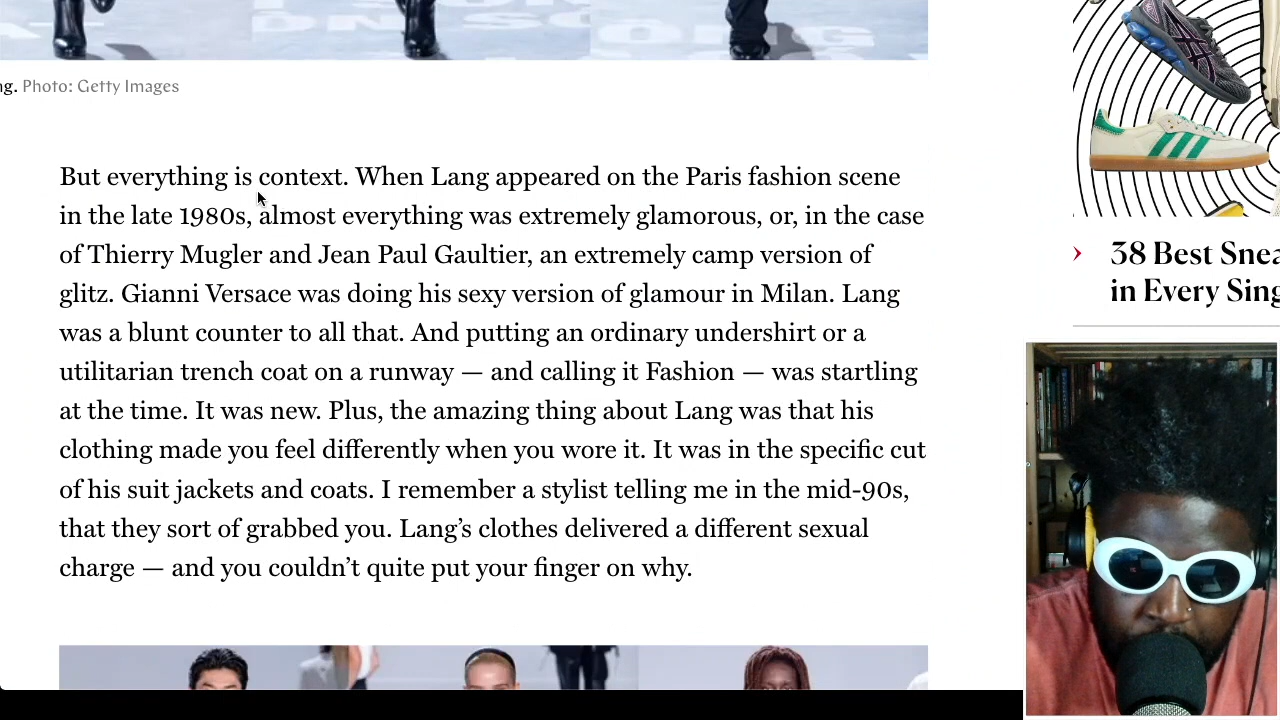 ng. Photo: Getty Images
But everything is context. When Lang appeared on the Paris fashion scene
in the late 1980s, almost everything was extremely glamorous, or, in the case
of Thierry Mugler and Jean Paul Gaultier, an extremely camp version of
glitz. Gianni Versace was doing his sexy version of glamour in Milan. Lang
was a blunt counter to all that. And putting an ordinary undershirt or a
utilitarian trench coat on a runway — and calling it Fashion — was startling
at the time. It was new. Plus, the amazing thing about Lang was that his
clothing made you feel differently when you wore it. It was in the specific cut
of his suit jackets and coats. I remember a stylist telling me in the mid-90s,
that they sort of grabbed you. Lang’s clothes delivered a different sexual
charge — and you couldn’t quite put your finger on why.
38 Best Snea
in Every Sing